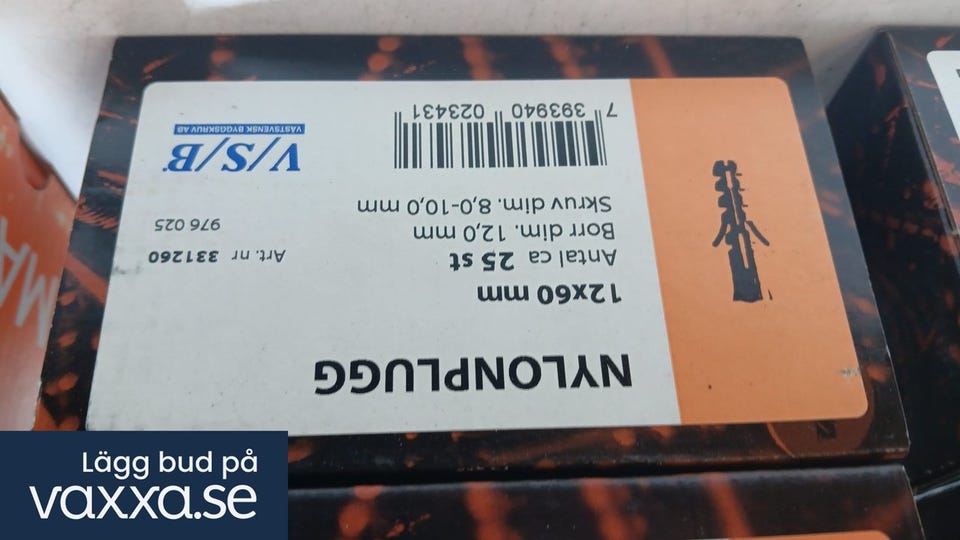 NYLONPLUGG
12x60 mm
Antal ca 25 st
Borr dim. 12,0 mm
Skruv dim. 8,0-10,0 mm
7 393940 023431
Art. nr 331260
976 025
V/S/B
VÄSTSVENSK BYGGSKRUV AB
MA
Lägg bud på
vaxxa.se